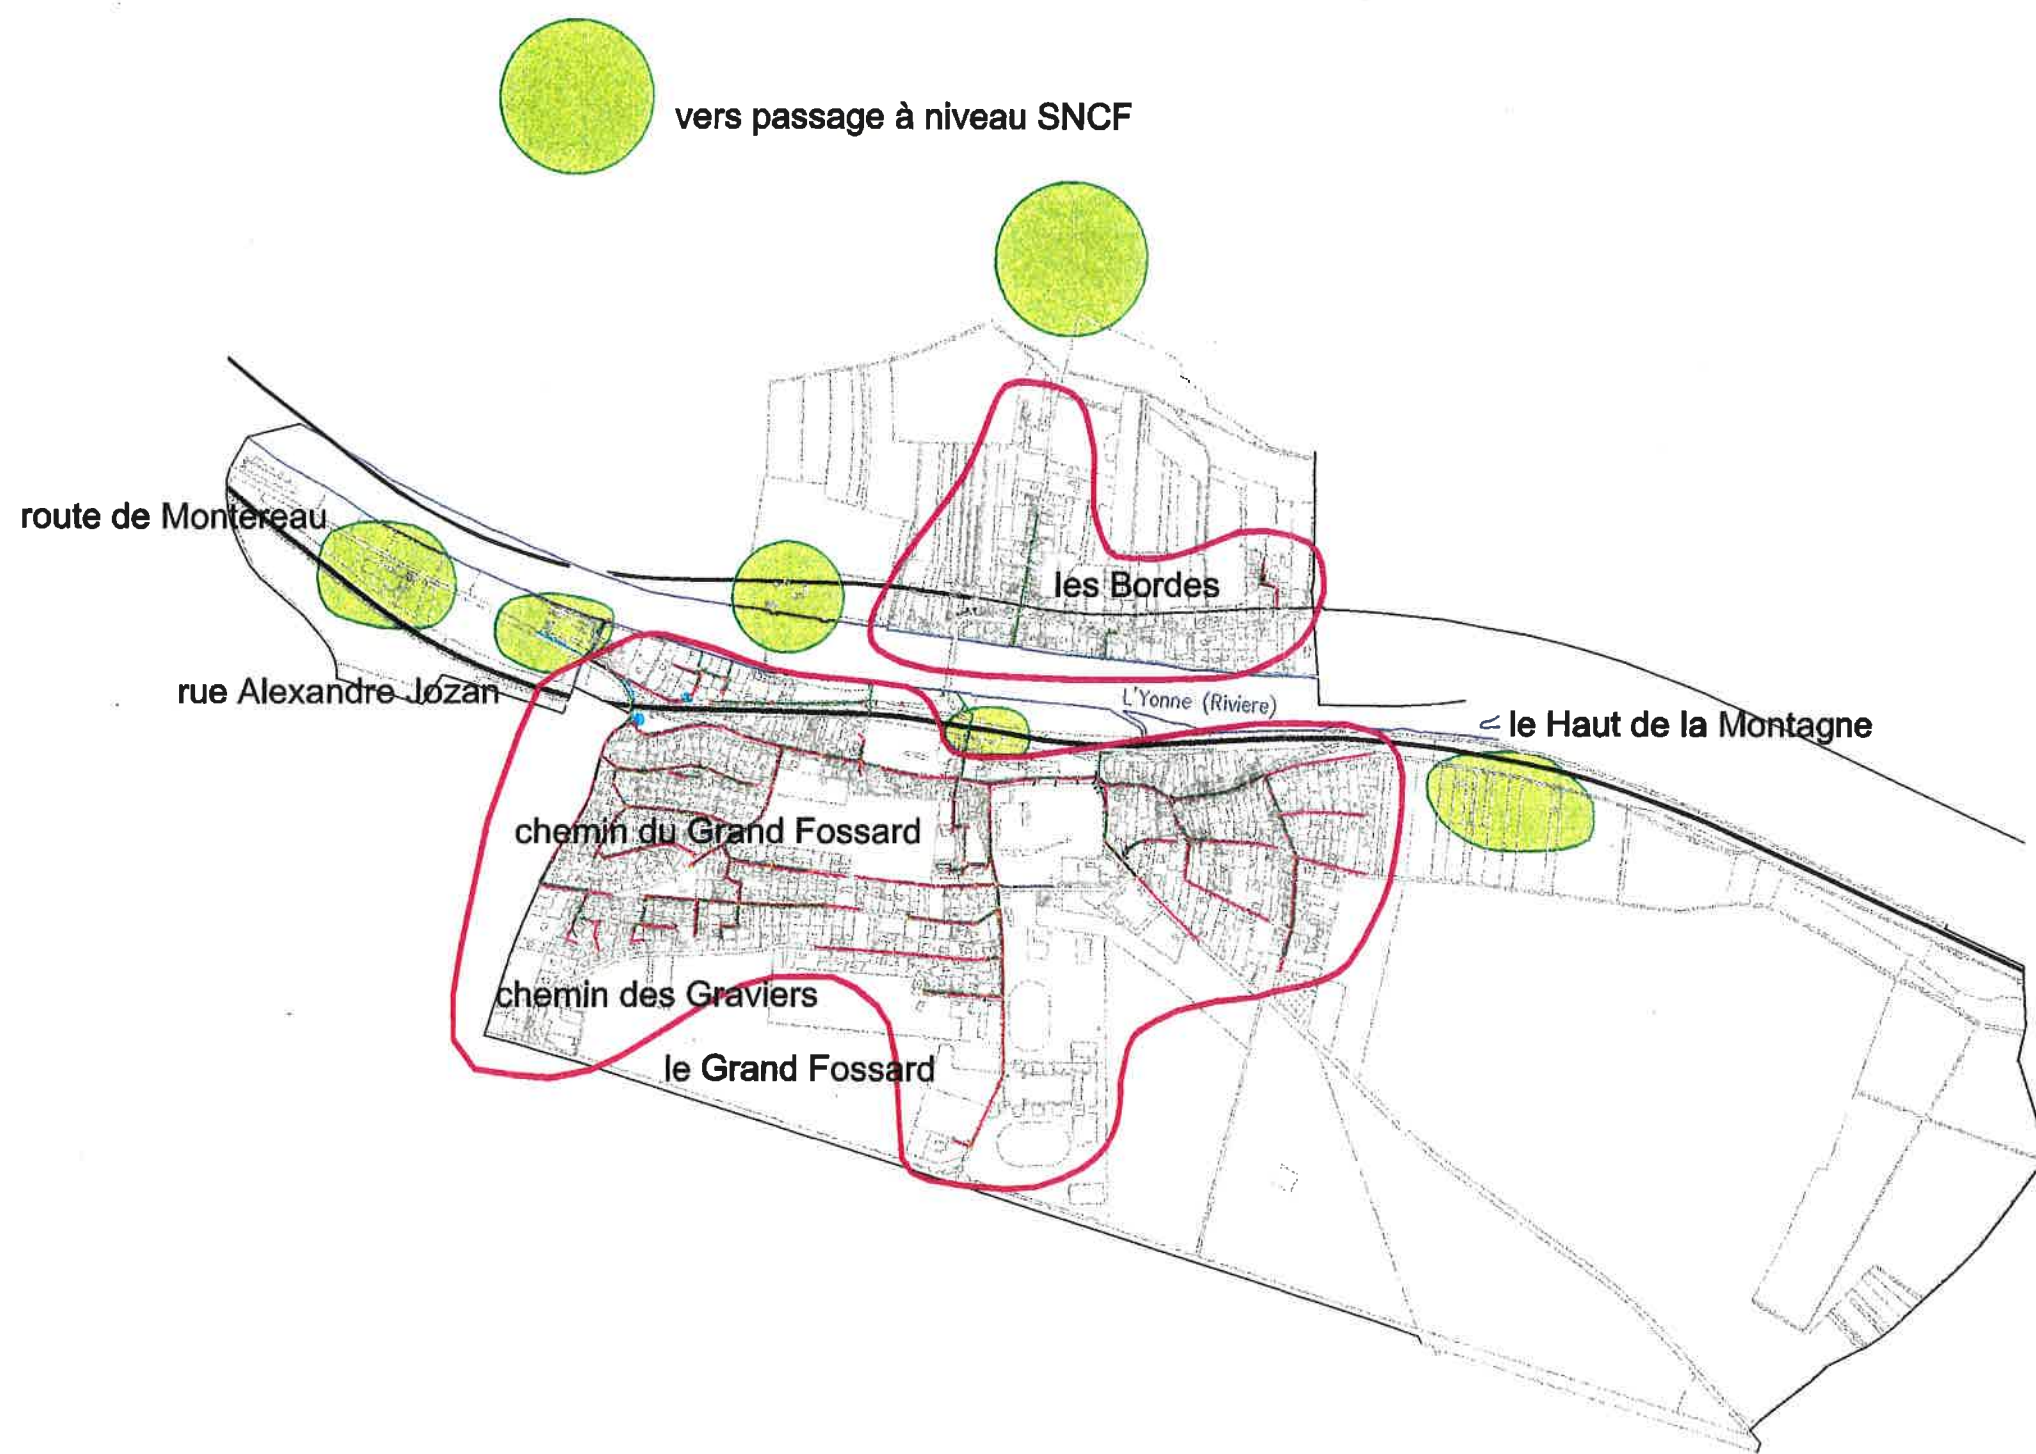 vers passage à niveau SNCF
route de Montereau
les Bordes
rue Alexandre Jozan
L'Yonne (Riviere)
le Haut de la Montagne
chemin du Grand Fossard
chemin des Graviers
le Grand Fossard